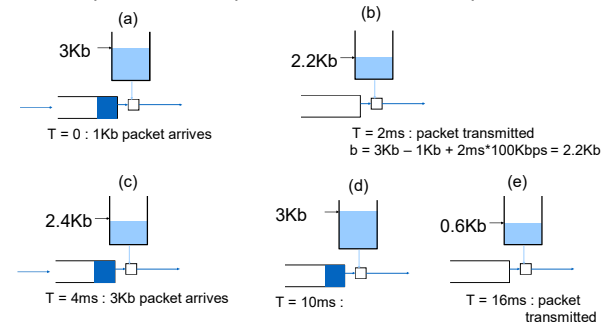 (a)
3Kb
T = 0 : 1Kb packet arrives
(b)
2.2Kb
T = 2ms : packet transmitted
b = 3Kb – 1Kb + 2ms*100Kbps = 2.2Kb
(c)
2.4Kb
T = 4ms : 3Kb packet arrives
(d)
3Kb
T = 10ms :
(e)
0.6Kb
T = 16ms : packet
transmitted